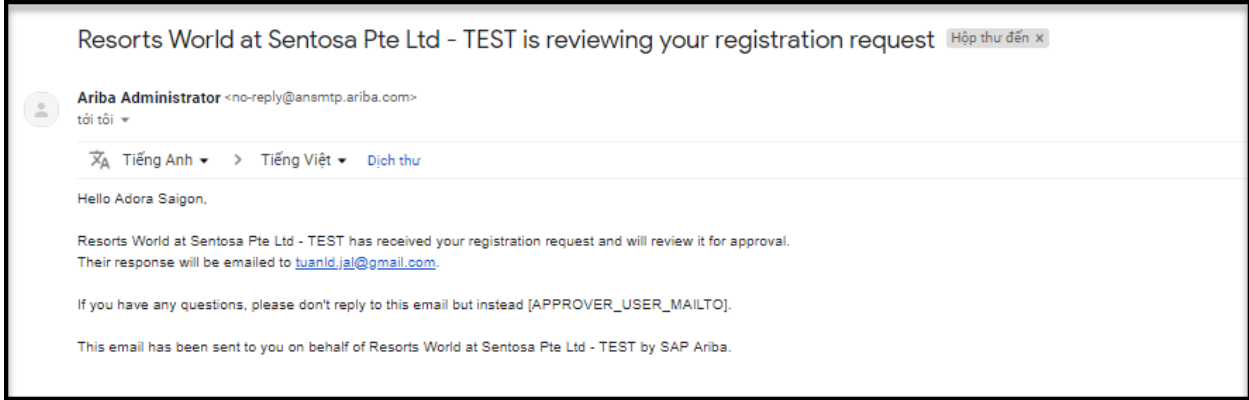 Resorts World at Sentosa Pte Ltd - TEST is reviewing your registration request Hộp thư đến x
Ariba Administrator <no-reply@ansmtp.ariba.com>
tới tôi
Tiếng Anh > Tiếng Việt Dịch thư
Hello Adora Saigon,
Resorts World at Sentosa Pte Ltd - TEST has received your registration request and will review it for approval.
Their response will be emailed to tuanld.jal@gmail.com.
If you have any questions, please don't reply to this email but instead [APPROVER_USER_MAILTO].
This email has been sent to you on behalf of Resorts World at Sentosa Pte Ltd - TEST by SAP Ariba.